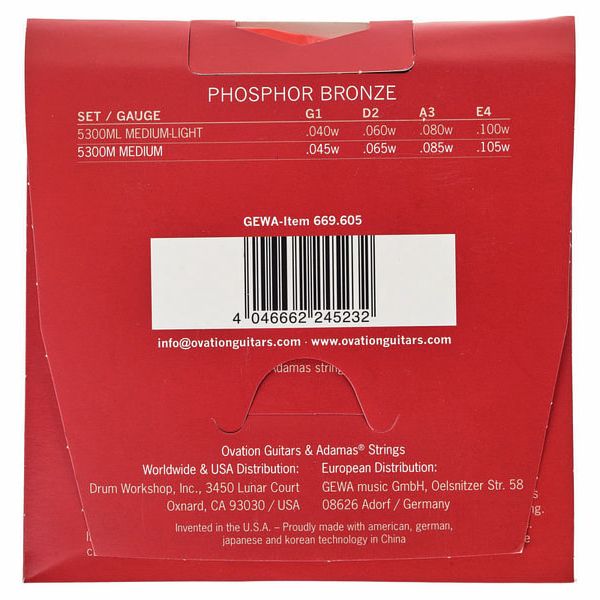 PHOSPHOR BRONZE
SET / GAUGE G1 D2 A3 E4
5300ML MEDIUM-LIGHT .040w .060w .080w .100w
5300M MEDIUM .045w .065w .085w .105w
GEWA-Item 669.605
4 046662 245232
info@ovationguitars.com · www.ovationguitars.com
Adamas string
Ovation Guitars & Adamas® Strings
Worldwide & USA Distribution: European Distribution:
Drum Workshop, Inc., 3450 Lunar Court GEWA music GmbH, Oelsnitzer Str. 58
Oxnard, CA 93030 / USA 08626 Adorf / Germany
Invented in the U.S.A. – Proudly made with american, german,
japanese and korean technology in China